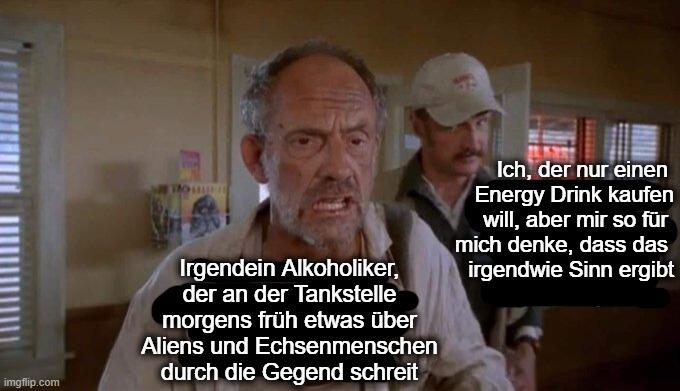 Ich, der nur einen
Energy Drink kaufen
will, aber mir so für
mich denke, dass das
irgendwie Sinn ergibt
Irgendein Alkoholiker,
der an der Tankstelle
morgens früh etwas über
Aliens und Echsenmenschen
durch die Gegend schreit
imgflip.com